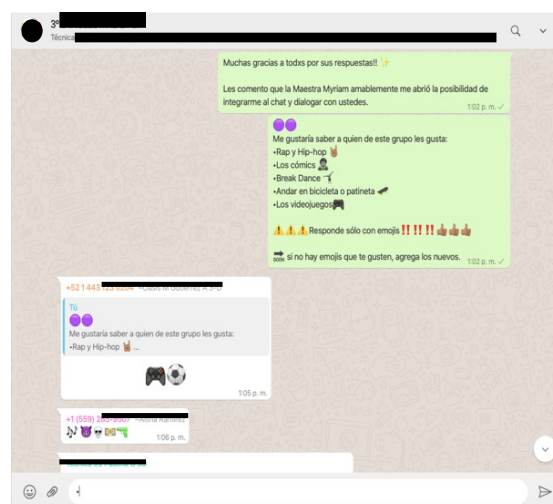 3º
Técnica
Muchas gracias a todxs por sus respuestas!! ✨
Les comento que la Maestra Myriam amablemente me abrió la posibilidad de
integrarme al chat y dialogar con ustedes.
1:02 p. m.
Me gustaría saber a quien de este grupo les gusta:
•Rap y Hip-hop 🤘🏽
•Los cómics
•Break Dance
•Andar en bicicleta o patineta 🛹
•Los videojuegos🎮
⚠️⚠️⚠️Responde sólo con emojis‼️‼️‼️👍🏽👍🏽👍🏽
🔜 si no hay emojis que te gusten, agrega los nuevos.
1:02 p. m.
+52 1 443
Tú
Me gustaría saber a quien de este grupo les gusta:
•Rap y Hip-hop 🤘🏽 ...
1:05 p. m.
+1 (559)
1:06 p. m.